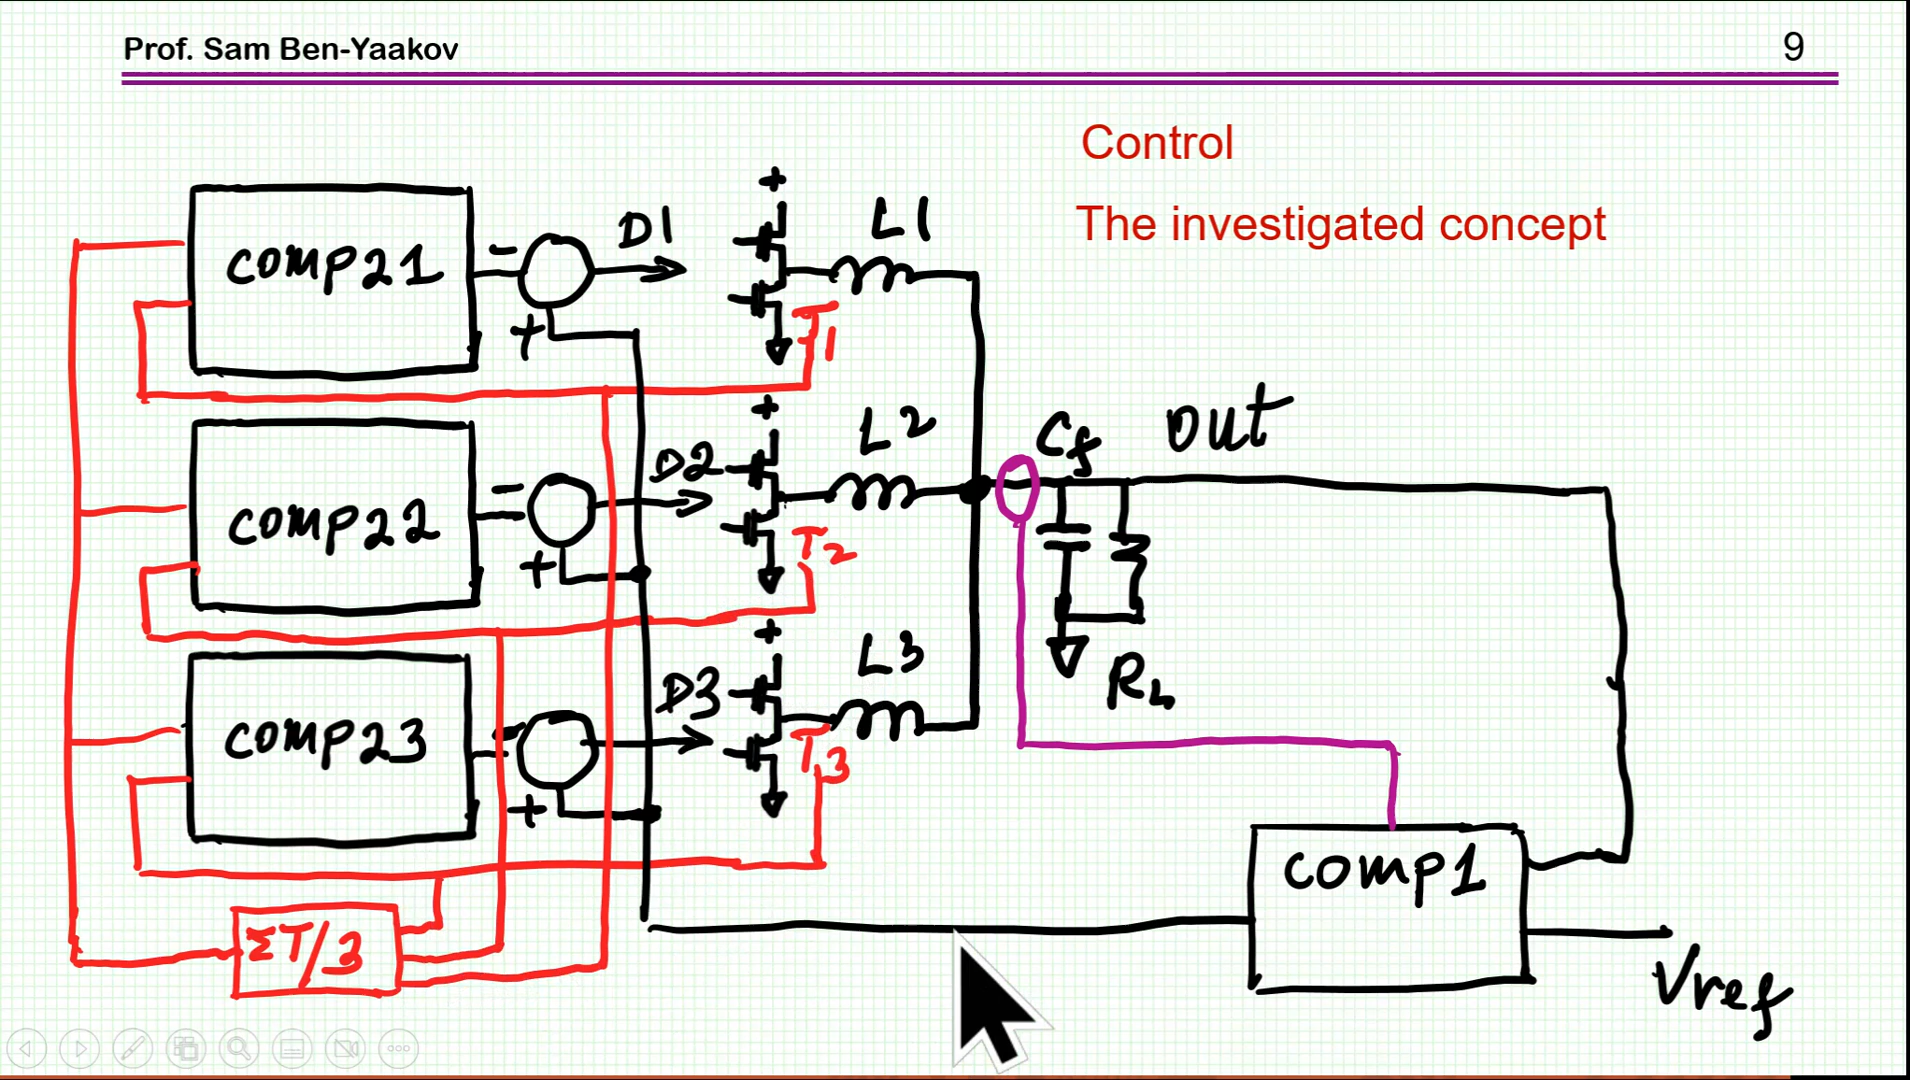 Prof. Sam Ben-Yaakov
9
Control
The investigated concept
COMP21
-
+
D1
+
L1
T1
COMP22
-
+
D2
+
L2
T2
Cf
OUT
COMP23
-
+
D3
+
L3
T3
RL
ΣT/3
COMP1
Vref